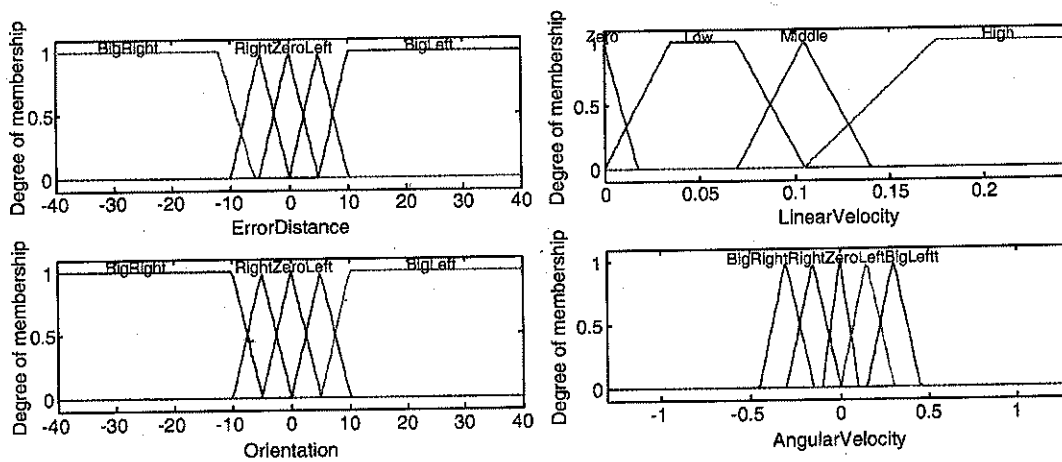 BigRight RightZeroLeft BigLeft
1
0.5
0
-40 -30 -20 -10 0 10 20 30 40
ErrorDistance
Degree of membership
Zero Low Middle High
1
0.5
0
0 0.05 0.1 0.15 0.2
LinearVelocity
Degree of membership
BigRight RightZeroLeft BigLeft
1
0.5
0
-40 -30 -20 -10 0 10 20 30 40
Orientation
Degree of membership
BigRightRightZeroLeftBigLeftt
1
0.5
0
-1 -0.5 0 0.5 1
AngularVelocity
Degree of membership